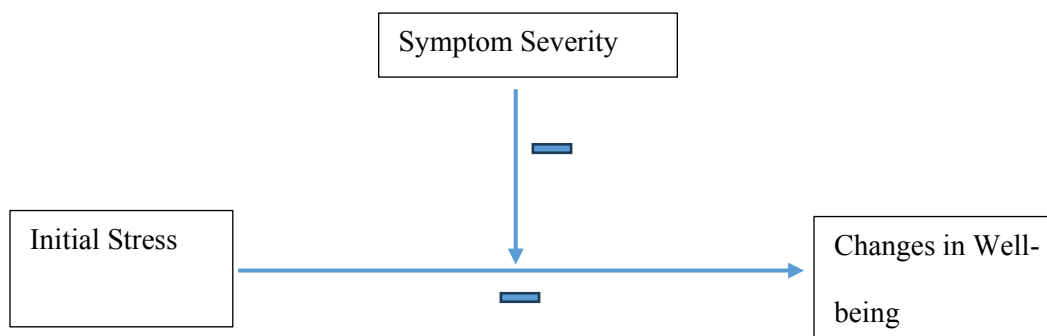 Symptom Severity
Initial Stress
Changes in Well-
being